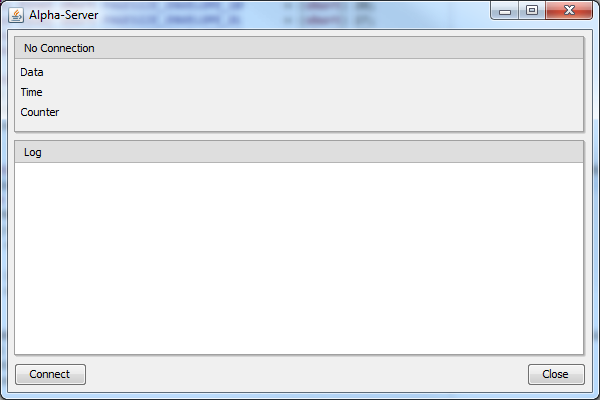 Alpha-Server
No Connection
Data
Time
Counter
Log
Connect
Close